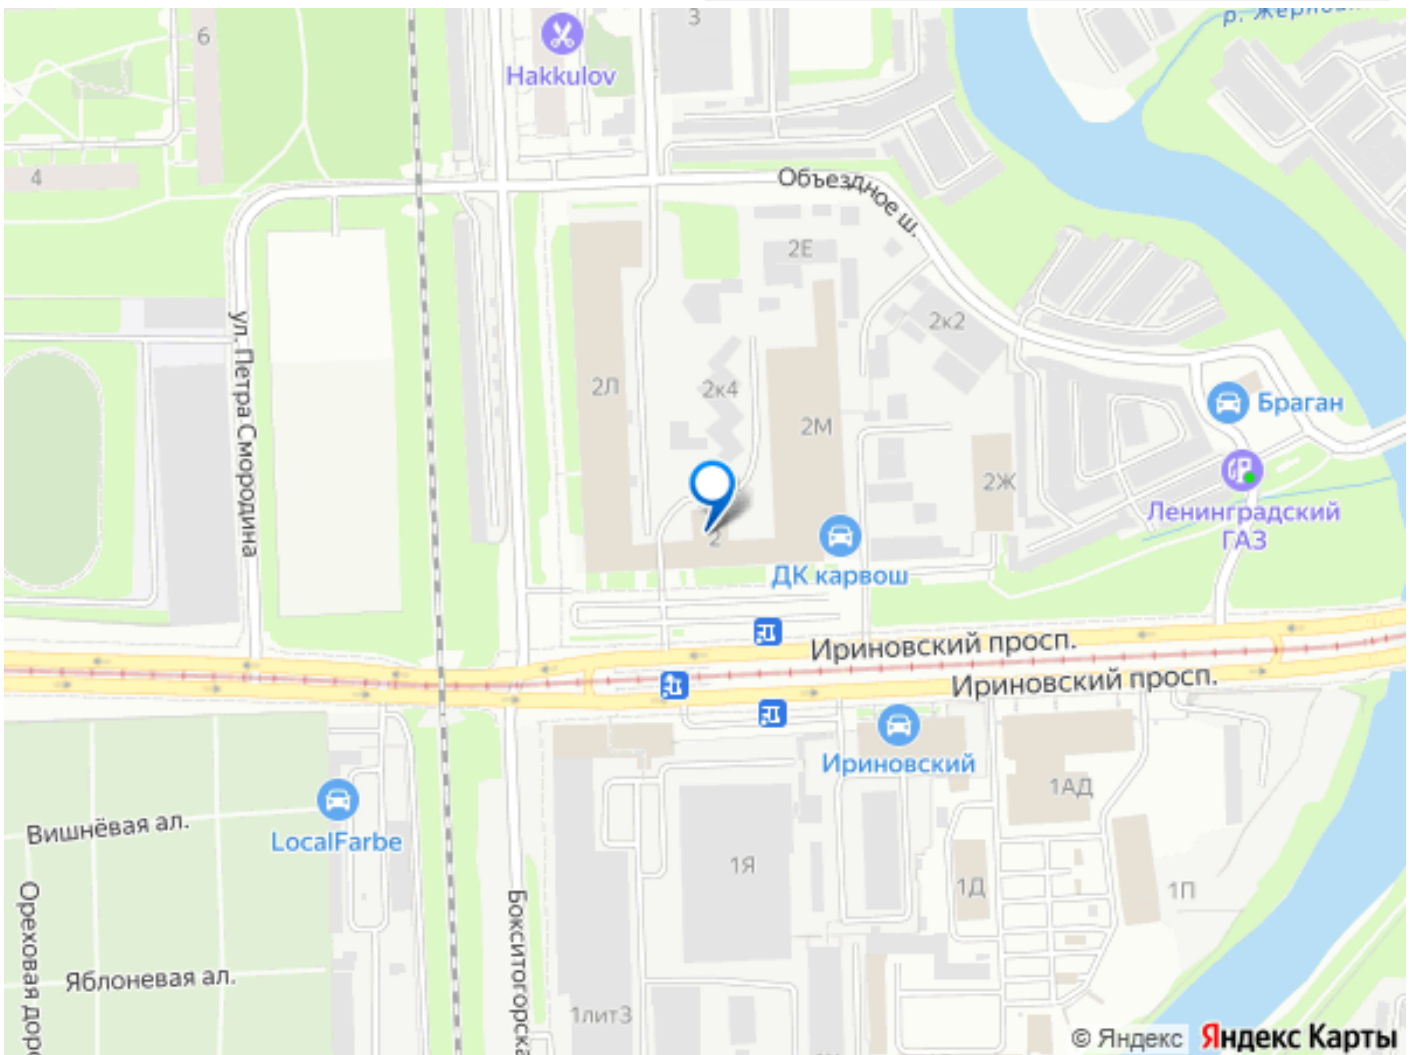 р. Жерновка
6
3
Hakkulov
4
Объездное ш.
2Е
2к2
ул. Петра Смородина
2Л
2к4
2М
Браган
2Ж
Ленинградский
ГАЗ
2
ДК карвош
Ириновский просп.
Ириновский просп.
Ириновский
1АД
LocalFarbe
Вишнёвая ал.
1Я
1Д
1П
Ореховая доро
Бокситогорска
Яблоневая ал.
1лит3
© Яндекс Яндекс Карты